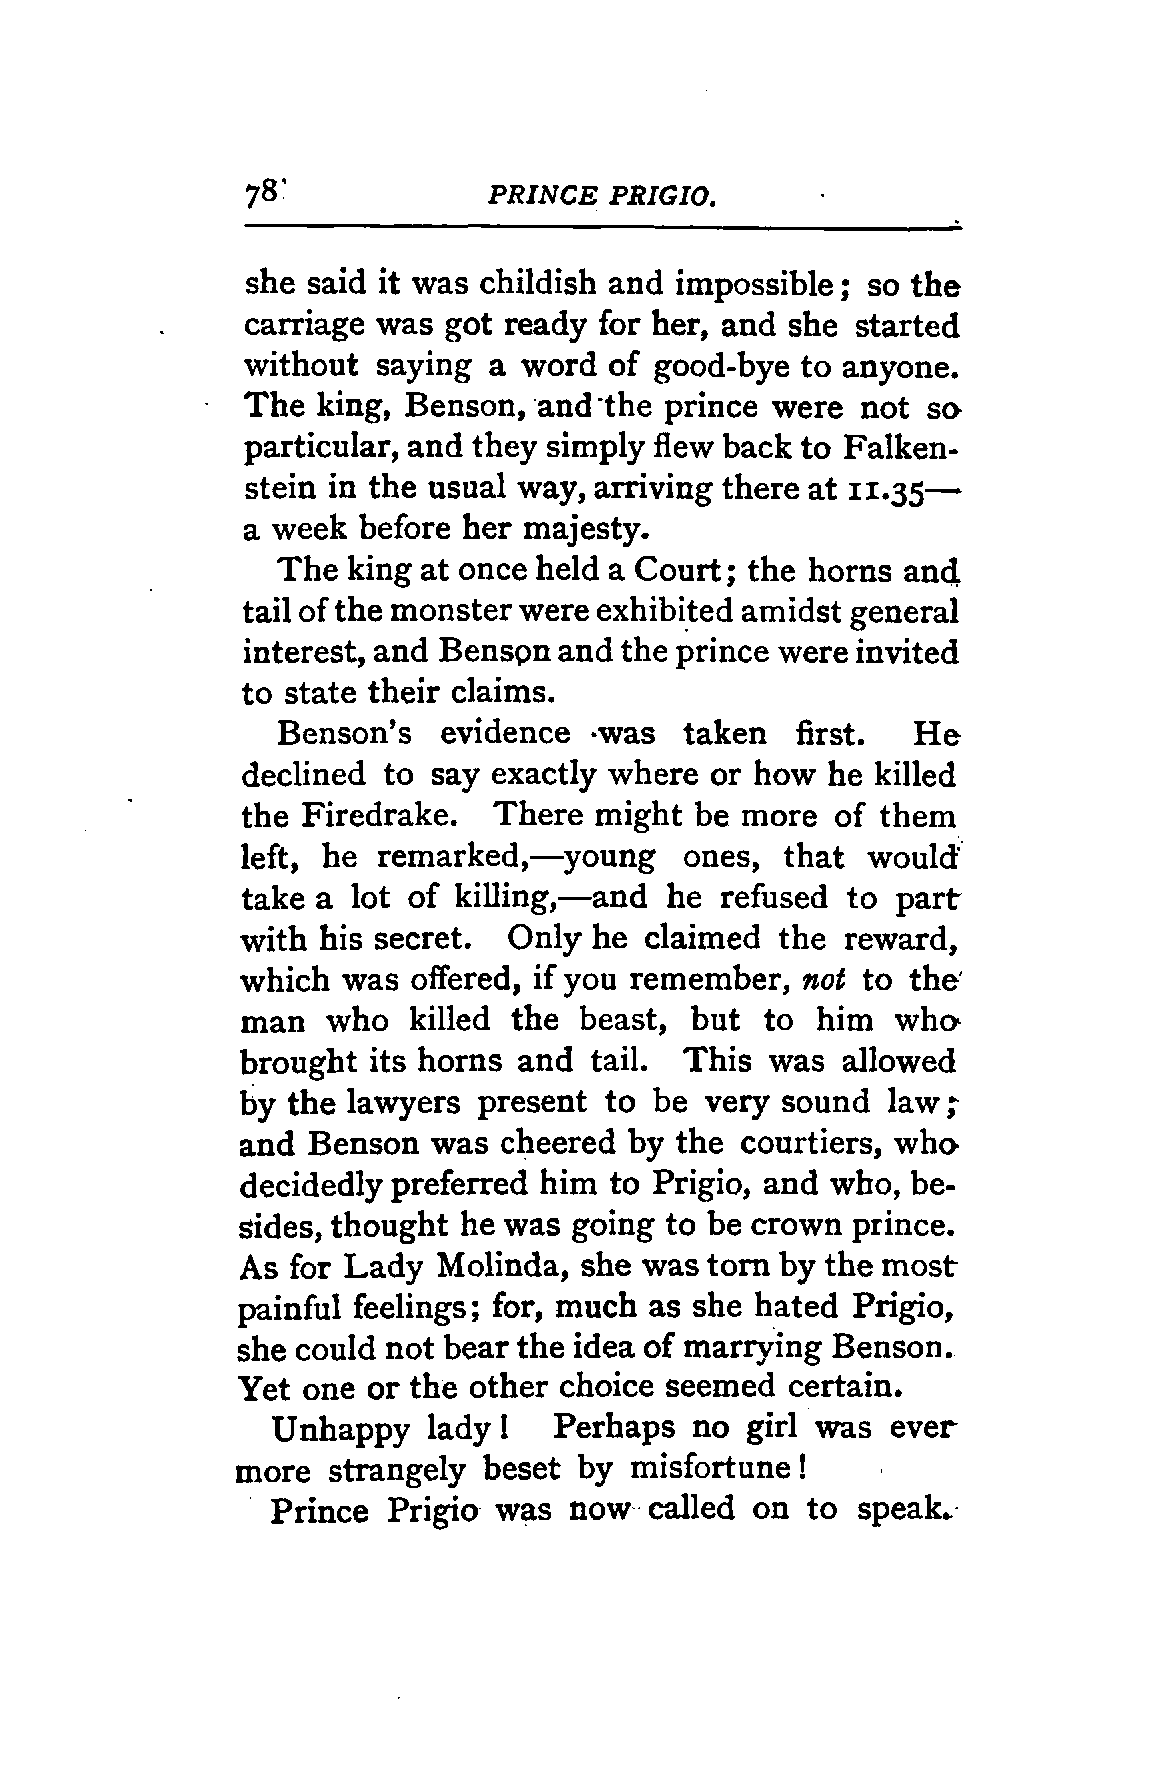 78 PRINCE PRIGIO.
she said it was childish and impossible; so the
carriage was got ready for her, and she started
without saying a word of good-bye to anyone.
The king, Benson, and the prince were not so
particular, and they simply flew back to Falken-
stein in the usual way, arriving there at 11.35—
a week before her majesty.
The king at once held a Court; the horns and
tail of the monster were exhibited amidst general
interest, and Benson and the prince were invited
to state their claims.
Benson's evidence was taken first. He
declined to say exactly where or how he killed
the Firedrake. There might be more of them
left, he remarked,—young ones, that would
take a lot of killing,—and he refused to part
with his secret. Only he claimed the reward,
which was offered, if you remember, not to the
man who killed the beast, but to him who
brought its horns and tail. This was allowed
by the lawyers present to be very sound law;
and Benson was cheered by the courtiers, who
decidedly preferred him to Prigio, and who, be-
sides, thought he was going to be crown prince.
As for Lady Molinda, she was torn by the most
painful feelings; for, much as she hated Prigio,
she could not bear the idea of marrying Benson.
Yet one or the other choice seemed certain.
Unhappy lady! Perhaps no girl was ever
more strangely beset by misfortune!
Prince Prigio was now called on to speak.